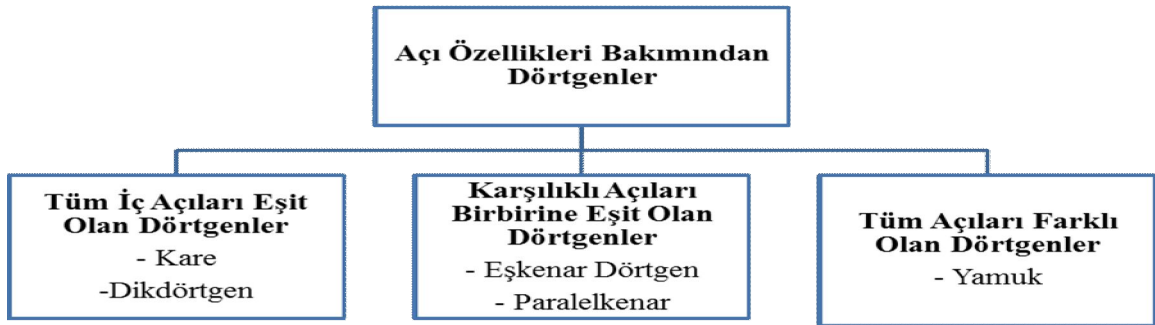 Açı Özellikleri Bakımından
Dörtgenler
Tüm İç Açıları Eşit
Olan Dörtgenler
- Kare
-Dikdörtgen
Karşılıklı Açıları
Birbirine Eşit Olan
Dörtgenler
- Eşkenar Dörtgen
- Paralelkenar
Tüm Açıları Farklı
Olan Dörtgenler
- Yamuk